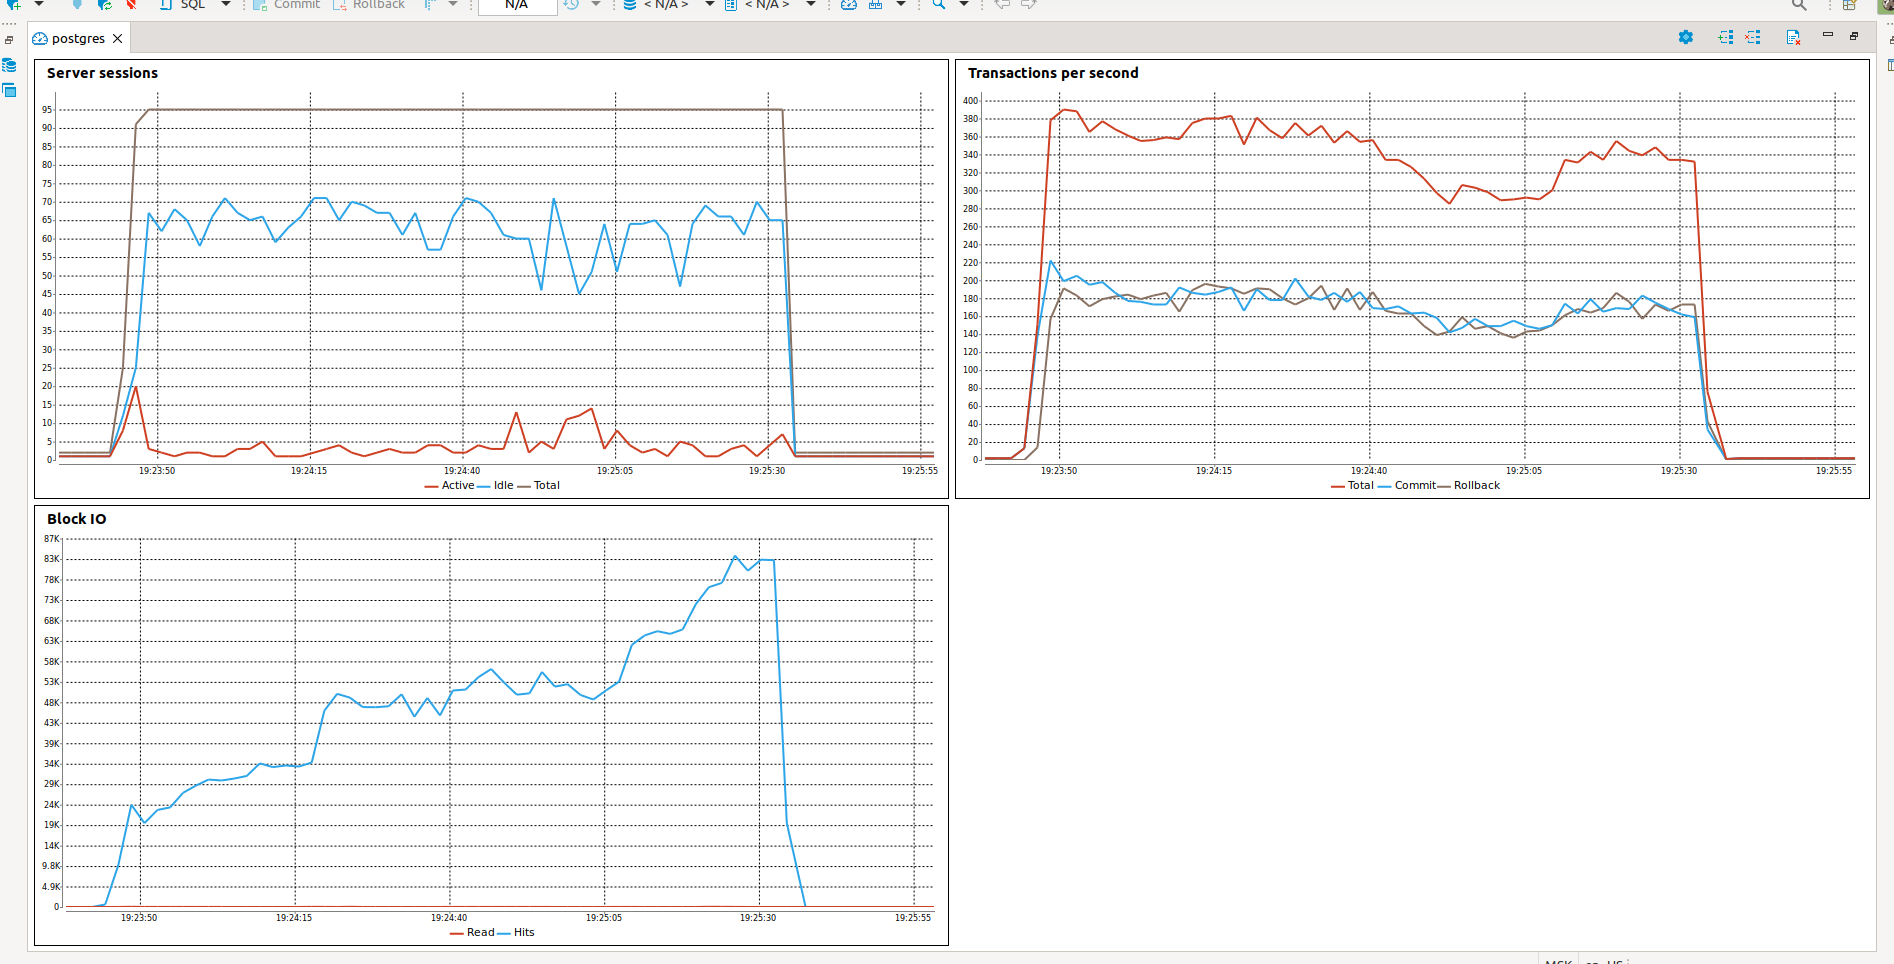 SQL Commit Rollback N/A < N/A > < N/A >
postgres
Server sessions
95
90
85
80
75
70
65
60
55
50
45
40
35
30
25
20
15
10
5
0
19:23:50 19:24:15 19:24:40 19:25:05 19:25:30 19:25:55
Active Idle Total
Transactions per second
400
380
360
340
320
300
280
260
240
220
200
180
160
140
120
100
80
60
40
20
0
19:23:50 19:24:15 19:24:40 19:25:05 19:25:30 19:25:55
Total Commit Rollback
Block IO
87K
83K
78K
73K
68K
63K
58K
53K
48K
43K
39K
34K
29K
24K
19K
14K
9.8K
4.9K
0
19:23:50 19:24:15 19:24:40 19:25:05 19:25:30 19:25:55
Read Hits